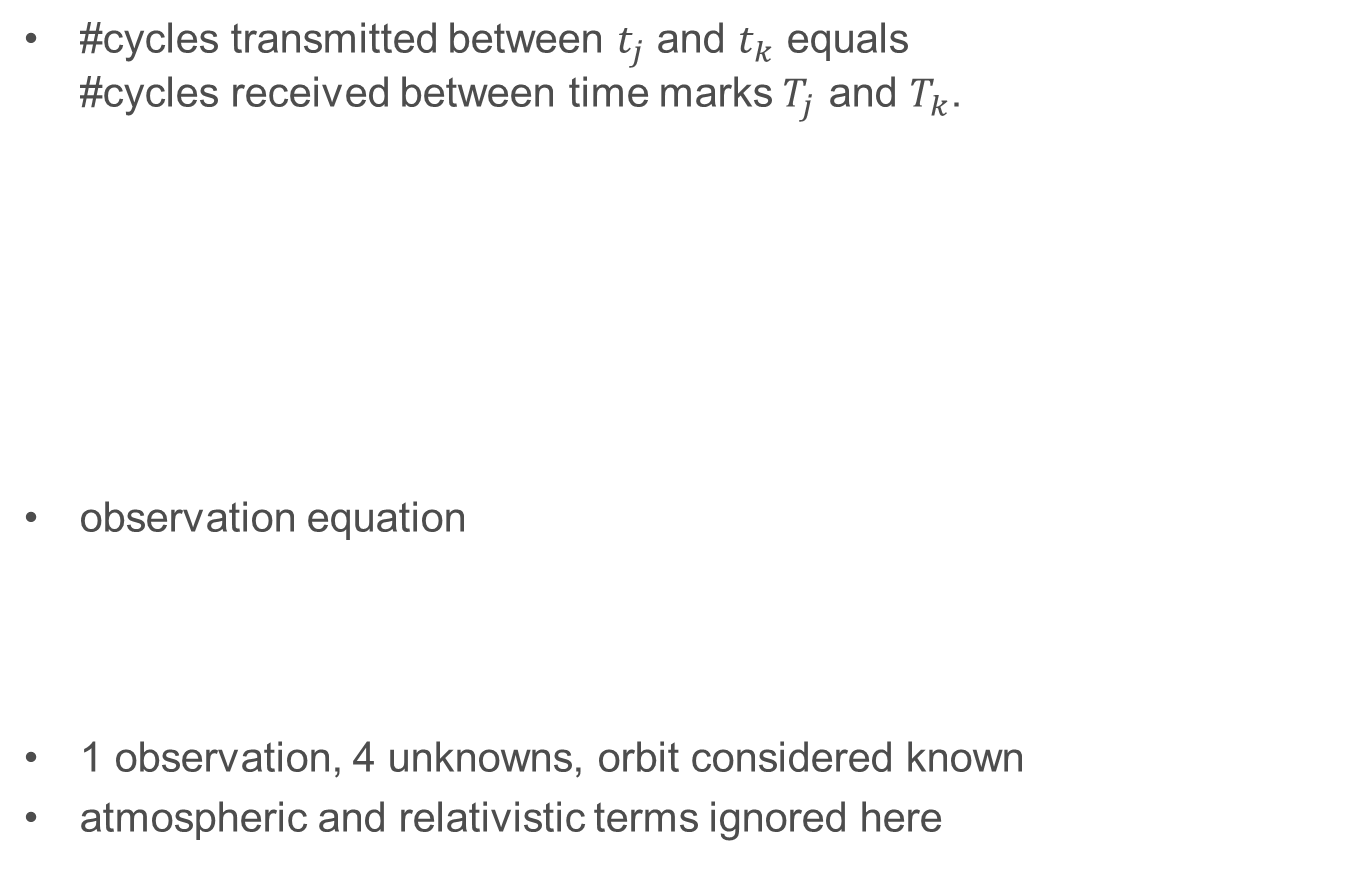 • #cycles transmitted between $t_j$ and $t_k$ equals
#cycles received between time marks $T_j$ and $T_k$.
• observation equation
• 1 observation, 4 unknowns, orbit considered known
• atmospheric and relativistic terms ignored here